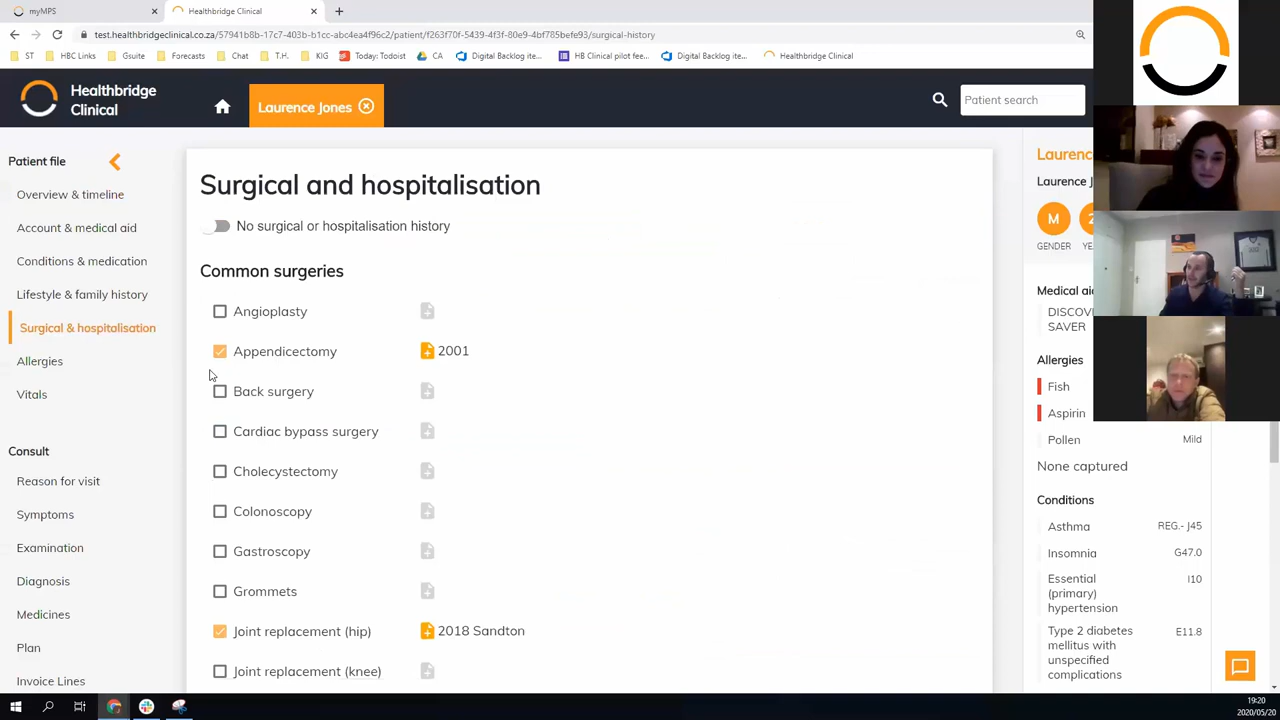 myMPS
Healthbridge Clinical
test.healthbridgeclinical.co.za/57941b8b-17c7-403b-b1cc-abc4ea4f96c2/patient/f263f70f-5439-4f3f-80e9-4bf785befe93/surgical-history
ST
HBC Links
Gsuite
Forecasts
Chat
T.H.
KIG
Today: Todoist
CA
Digital Backlog ite...
HB Clinical pilot fee...
Digital Backlog ite...
Healthbridge Clinical
Healthbridge
Clinical
Laurence Jones
Patient search
Patient file
Overview & timeline
Account & medical aid
Conditions & medication
Lifestyle & family history
Surgical & hospitalisation
Allergies
Vitals
Consult
Reason for visit
Symptoms
Examination
Diagnosis
Medicines
Plan
Invoice Lines
Surgical and hospitalisation
No surgical or hospitalisation history
Common surgeries
Angioplasty
Appendicectomy 2001
Back surgery
Cardiac bypass surgery
Cholecystectomy
Colonoscopy
Gastroscopy
Grommets
Joint replacement (hip) 2018 Sandton
Joint replacement (knee)
Laurenc
Laurence J
M 2
GENDER YE
Medical aid
DISCOV
SAVER
Allergies
Fish
Aspirin
Pollen Mild
None captured
Conditions
Asthma REG.- J45
Insomnia G47.0
Essential I10
(primary)
hypertension
Type 2 diabetes E11.8
mellitus with
unspecified
complications
19:20
2020/05/20